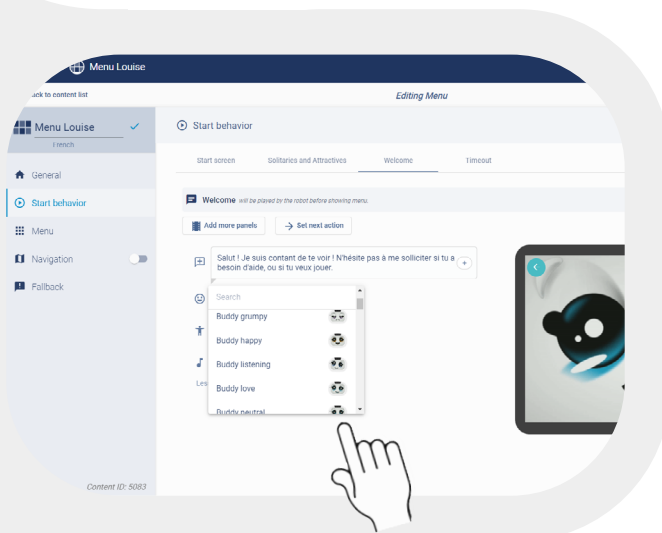 Menu Louise
back to content list
Editing Menu
Menu Louise
French
Start behavior
Start screen
Solitaries and Attractives
Welcome
Timeout
General
Start behavior
Menu
Navigation
Fallback
Welcome will be played by the robot before showing menu.
Add more panels
Set next action
Salut ! Je suis contant de te voir ! N'hésite pas à me solliciter si tu a
besoin d'aide, ou si tu veux jouer.
Search
Buddy grumpy
Buddy happy
Buddy listening
Buddy love
Buddy neutral
Les
Content ID: 5083